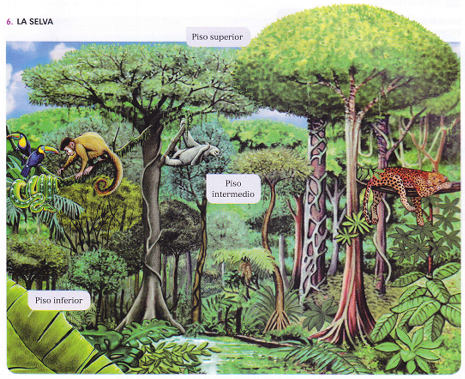 6. LA SELVA
Piso superior
Piso
intermedio
Piso inferior